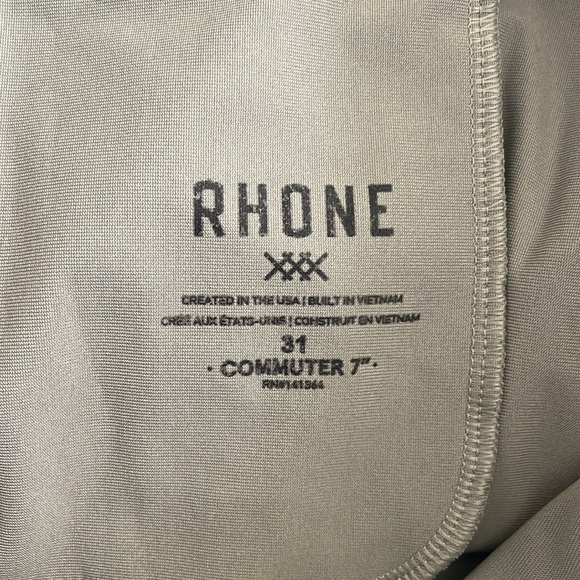 RHONE
XXX
CREATED IN THE USA | BUILT IN VIETNAM
CRÉÉ AUX ÉTATS-UNIS | CONSTRUIT EN VIETNAM
31
· COMMUTER 7" ·
RN#141364